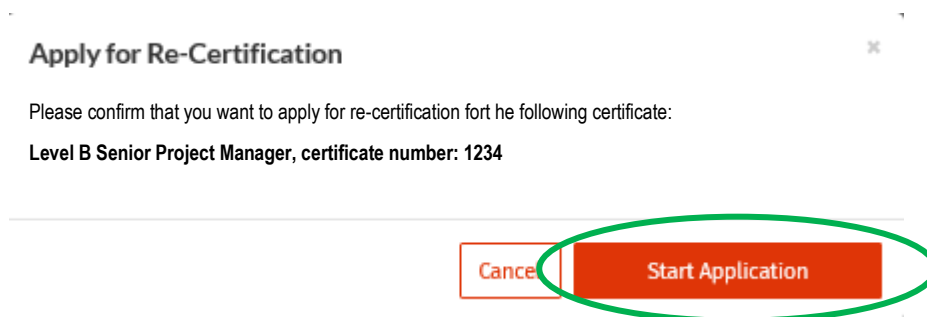 Apply for Re-Certification
Please confirm that you want to apply for re-certification fort he following certificate:
Level B Senior Project Manager, certificate number: 1234
Cancel
Start Application